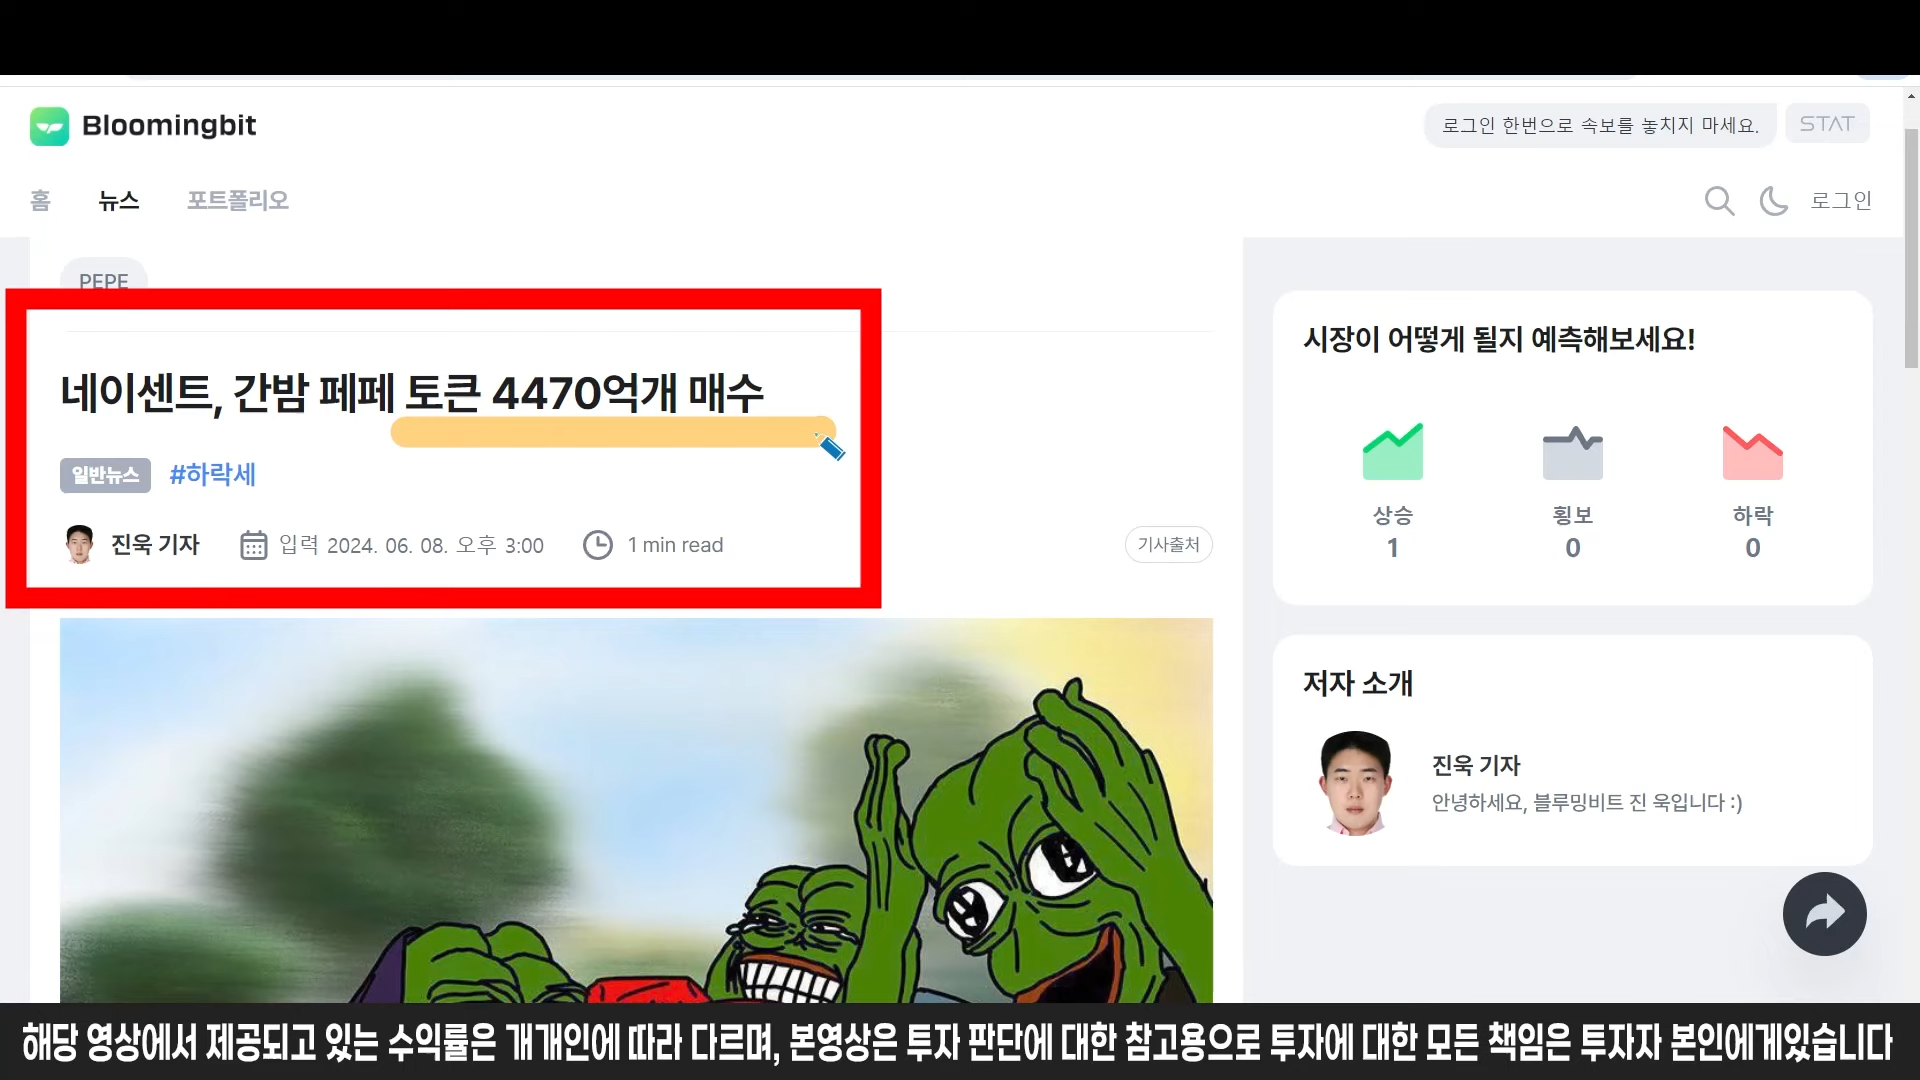 Bloomingbit
로그인 한번으로 속보를 놓치지 마세요.
STAT
홈 뉴스 포트폴리오
로그인
PEPE
네이센트, 간밤 페페 토큰 4470억개 매수
일반뉴스 #하락세
진욱 기자 입력 2024. 06. 08. 오후 3:00 1 min read
기사출처
시장이 어떻게 될지 예측해보세요!
상승 횡보 하락
1 0 0
저자 소개
진욱 기자
안녕하세요, 블루밍비트 진 욱입니다 :)
해당 영상에서 제공되고 있는 수익률은 개개인에 따라 다르며, 본영상은 투자 판단에 대한 참고용으로 투자에 대한 모든 책임은 투자자 본인에게있습니다